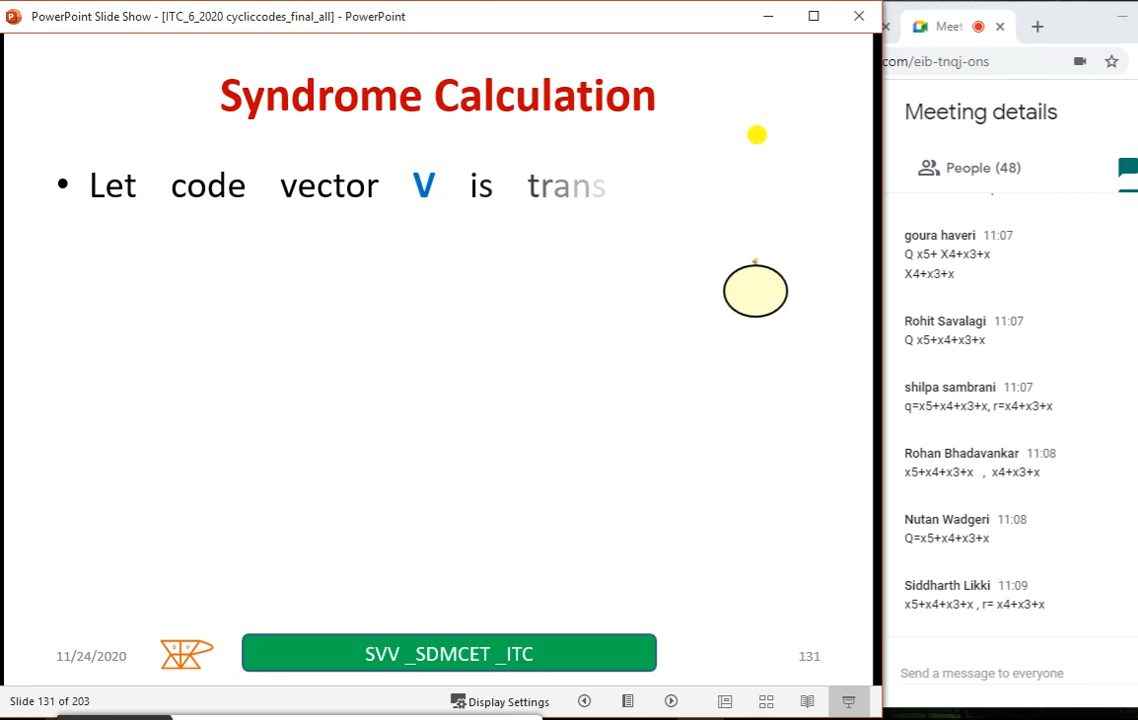 PowerPoint Slide Show - [ITC_6_2020 cycliccodes_final_all] - PowerPoint
Meet
com/eib-tnqj-ons
Syndrome Calculation
• Let code vector V is trans
SVV _SDMCET _ITC
11/24/2020
131
Slide 131 of 203
Display Settings
Meeting details
People (48)
goura haveri 11:07
Q x5+ X4+x3+x
X4+x3+x
Rohit Savalagi 11:07
Q x5+x4+x3+x
shilpa sambrani 11:07
q=x5+x4+x3+x, r=x4+x3+x
Rohan Bhadavankar 11:08
x5+x4+x3+x , x4+x3+x
Nutan Wadgeri 11:08
Q=x5+x4+x3+x
Siddharth Likki 11:09
x5+x4+x3+x , r= x4+x3+x
Send a message to everyone